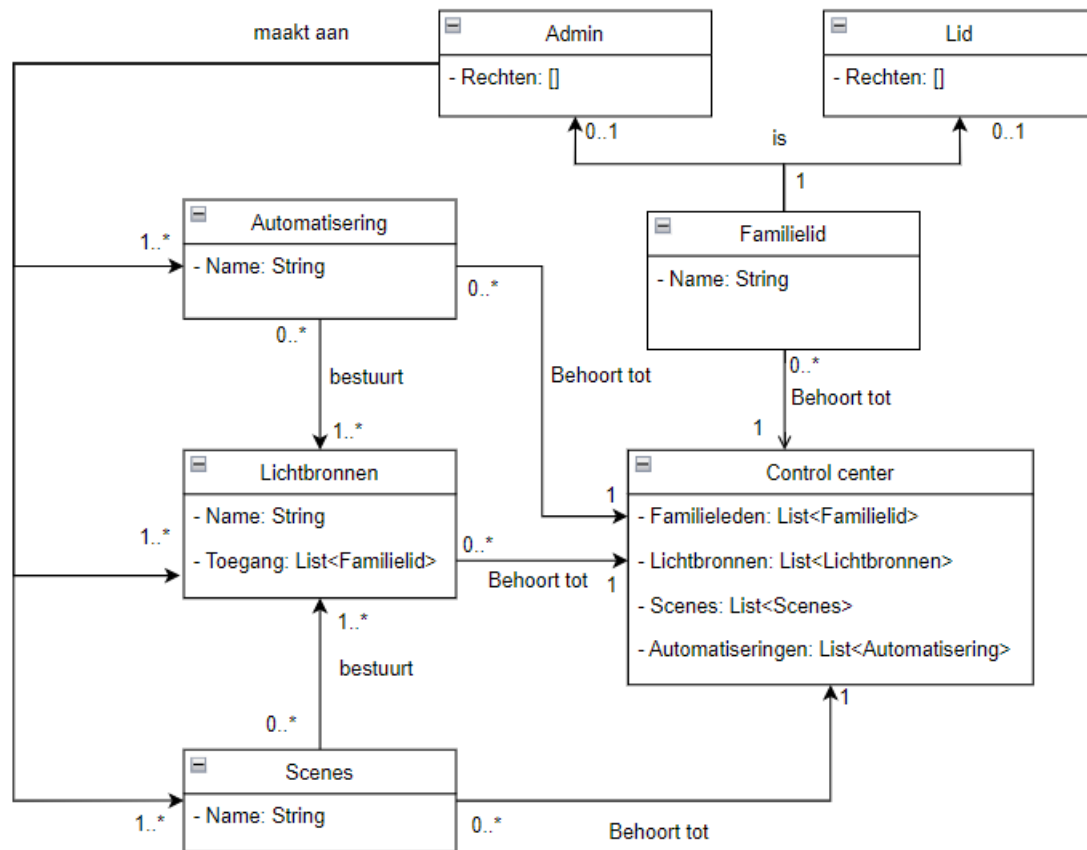 maakt aan
Admin
- Rechten: []
Lid
- Rechten: []
0..1
0..1
is
1
Automatisering
- Name: String
1..*
0..*
0..*
Familielid
- Name: String
0..*
Behoort tot
1
bestuurt
Behoort tot
1..*
Lichtbronnen
- Name: String
- Toegang: List<Familielid>
1..*
0..*
Behoort tot
1
1
Control center
- Familieleden: List<Familielid>
- Lichtbronnen: List<Lichtbronnen>
- Scenes: List<Scenes>
- Automatiseringen: List<Automatisering>
1
1..*
bestuurt
0..*
Scenes
- Name: String
1..*
0..*
Behoort tot